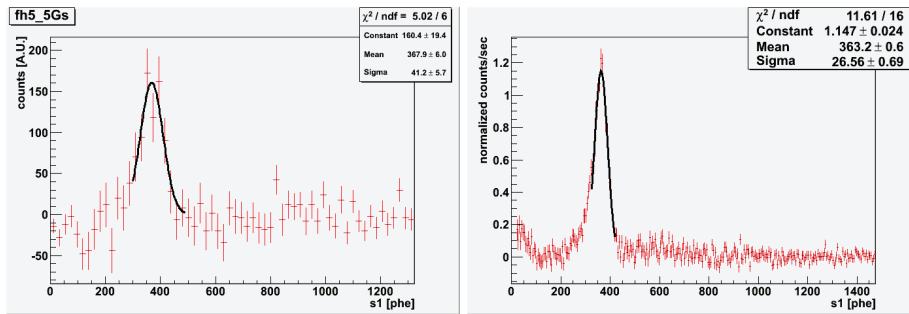 fh5_5Gs
χ² / ndf = 5.02 / 6
Constant 160.4 ± 19.4
Mean 367.9 ± 6.0
Sigma 41.2 ± 5.7
counts [A.U.]
200
150
100
50
0
-50
0 200 400 600 800 1000 1200
s1 [phe]
χ² / ndf 11.61 / 16
Constant 1.147 ± 0.024
Mean 363.2 ± 0.6
Sigma 26.56 ± 0.69
normalized counts/sec
1.2
1
0.8
0.6
0.4
0.2
0
0 200 400 600 800 1000 1200 1400
s1 [phe]